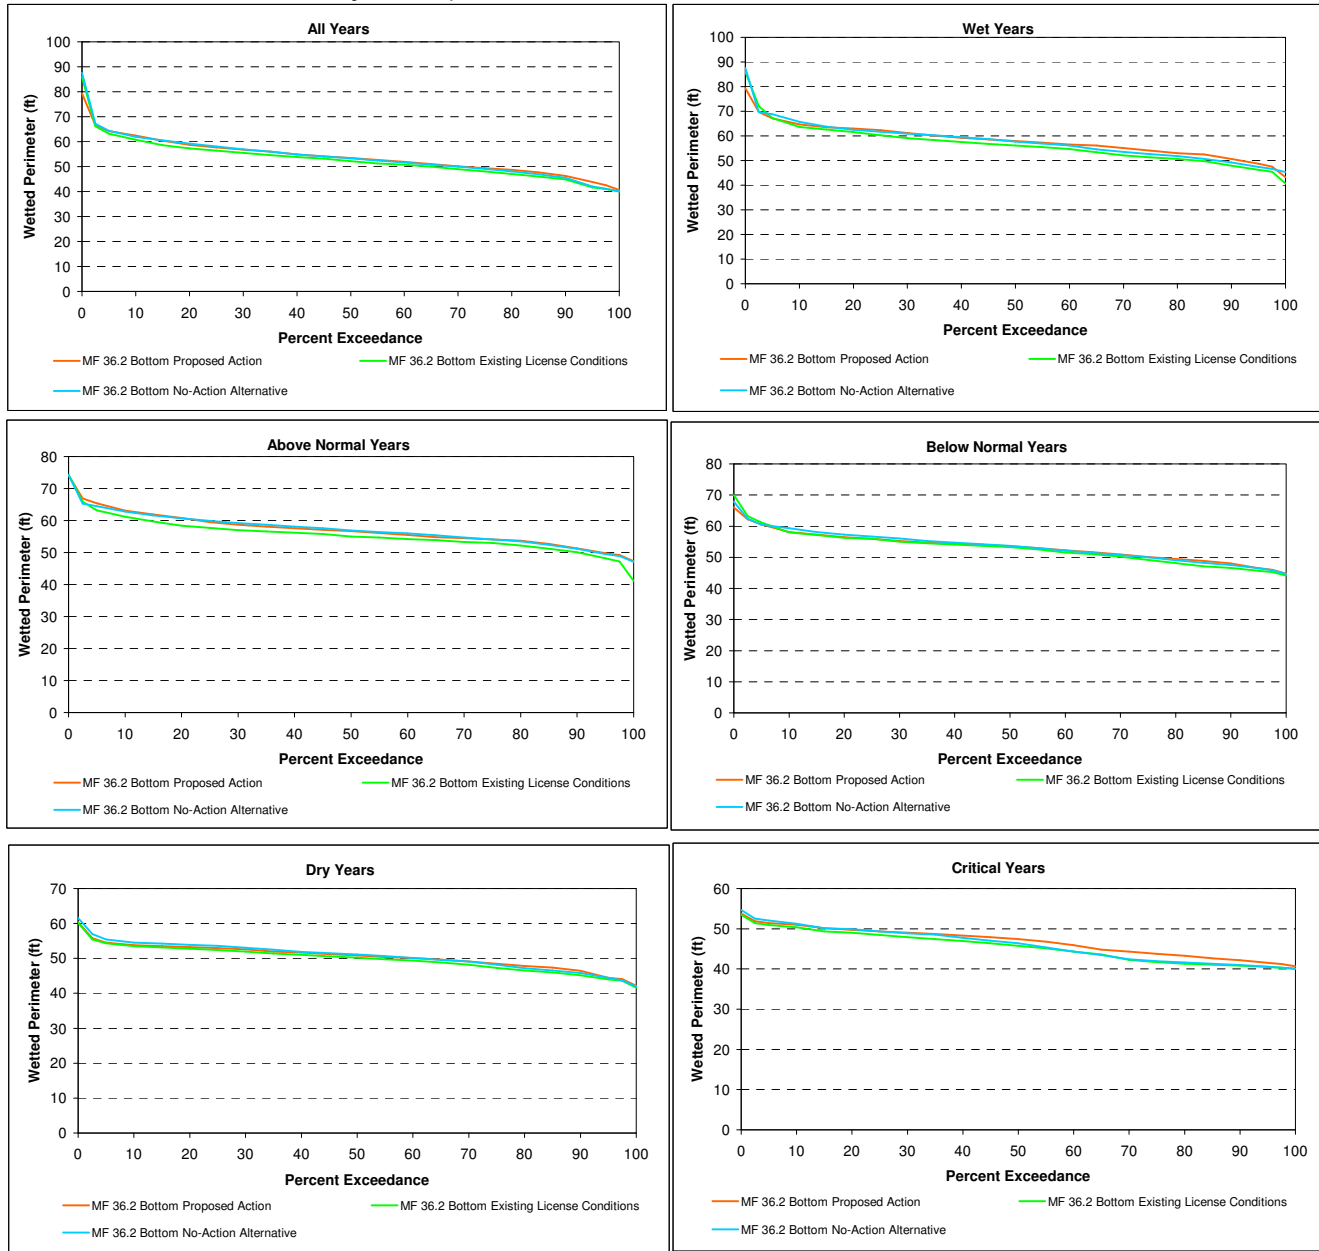 All Years
100
90
80
70
60
50
40
30
20
10
0
Wetted Perimeter (ft)
0 10 20 30 40 50 60 70 80 90 100
Percent Exceedance
MF 36.2 Bottom Proposed Action
MF 36.2 Bottom Existing License Conditions
MF 36.2 Bottom No-Action Alternative
Wet Years
100
90
80
70
60
50
40
30
20
10
0
Wetted Perimeter (ft)
0 10 20 30 40 50 60 70 80 90 100
Percent Exceedance
MF 36.2 Bottom Proposed Action
MF 36.2 Bottom Existing License Conditions
MF 36.2 Bottom No-Action Alternative
Above Normal Years
80
70
60
50
40
30
20
10
0
Wetted Perimeter (ft)
0 10 20 30 40 50 60 70 80 90 100
Percent Exceedance
MF 36.2 Bottom Proposed Action
MF 36.2 Bottom Existing License Conditions
MF 36.2 Bottom No-Action Alternative
Below Normal Years
80
70
60
50
40
30
20
10
0
Wetted Perimeter (ft)
0 10 20 30 40 50 60 70 80 90 100
Percent Exceedance
MF 36.2 Bottom Proposed Action
MF 36.2 Bottom Existing License Conditions
MF 36.2 Bottom No-Action Alternative
Dry Years
70
60
50
40
30
20
10
0
Wetted Perimeter (ft)
0 10 20 30 40 50 60 70 80 90 100
Percent Exceedance
MF 36.2 Bottom Proposed Action
MF 36.2 Bottom Existing License Conditions
MF 36.2 Bottom No-Action Alternative
Critical Years
60
50
40
30
20
10
0
Wetted Perimeter (ft)
0 10 20 30 40 50 60 70 80 90 100
Percent Exceedance
MF 36.2 Bottom Proposed Action
MF 36.2 Bottom Existing License Conditions
MF 36.2 Bottom No-Action Alternative